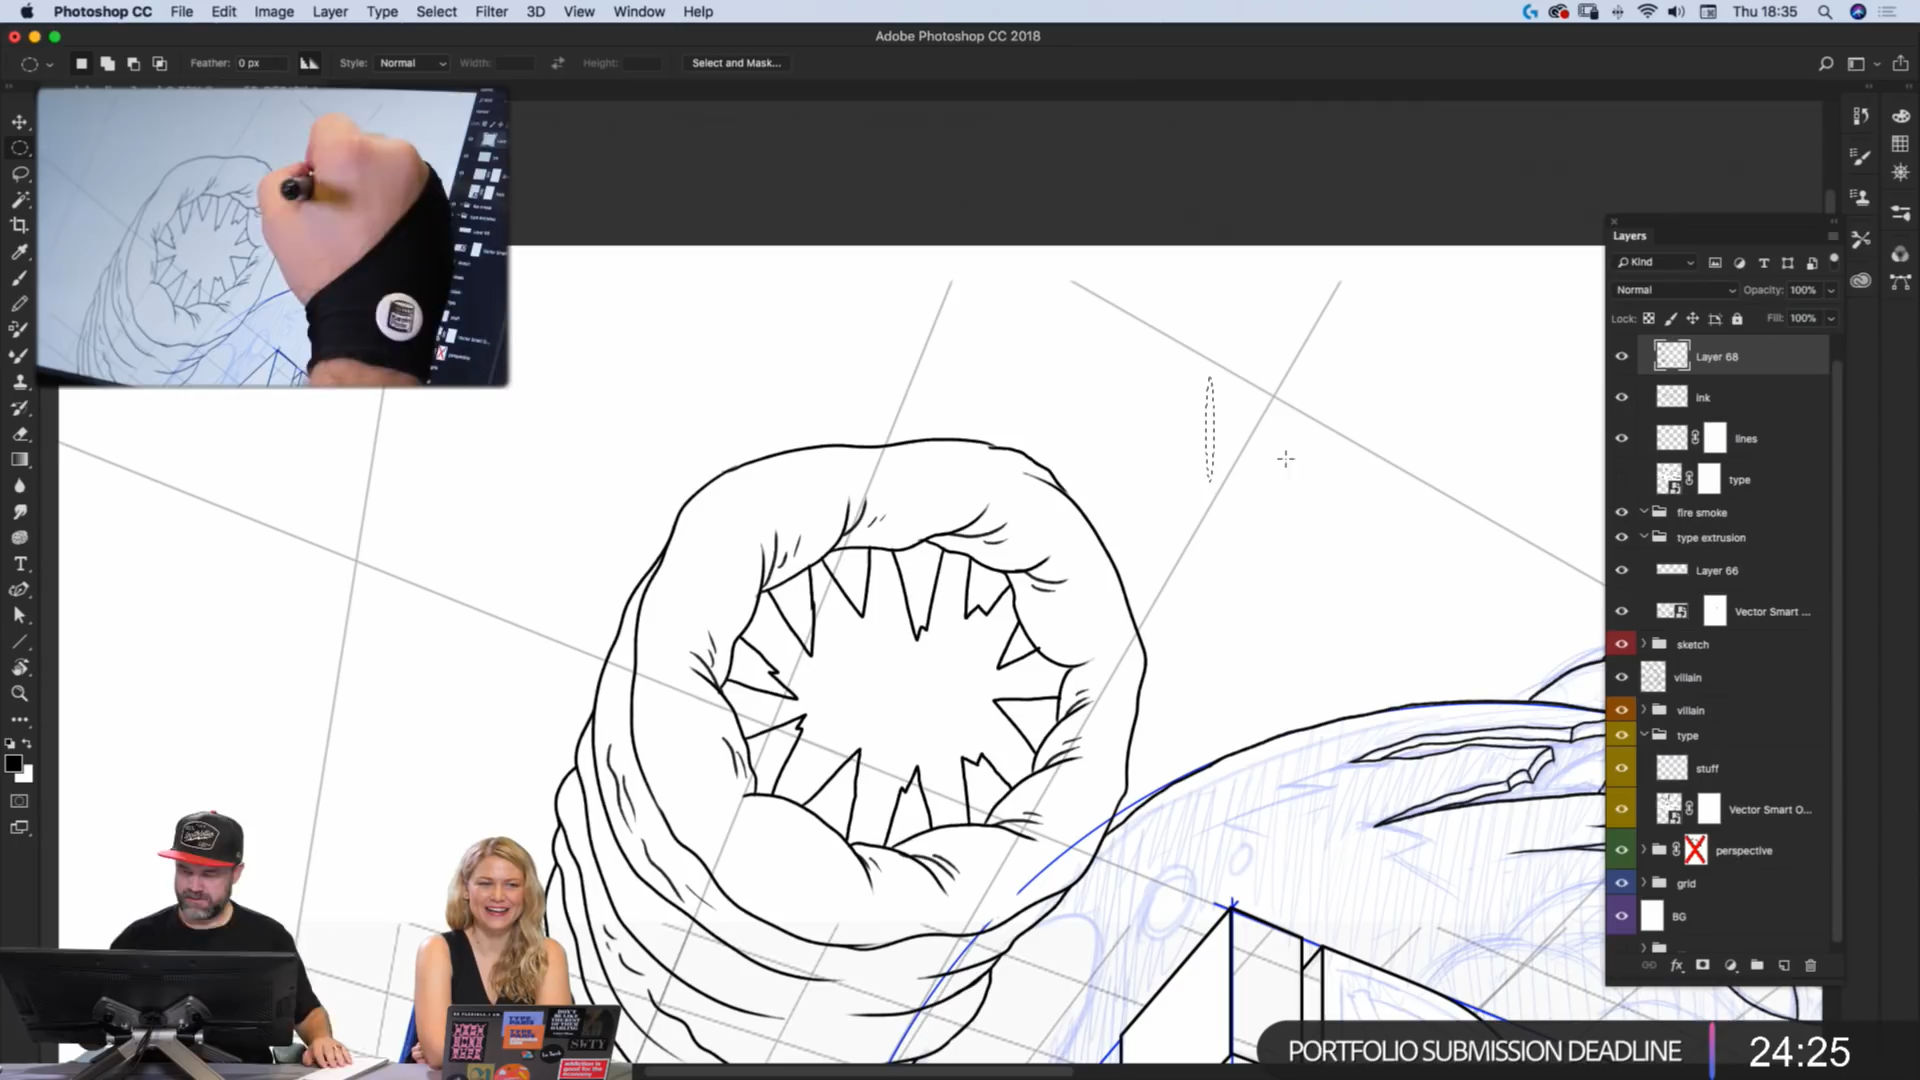 Photoshop CC File Edit Image Layer Type Select Filter 3D View Window Help Thu 18:35
Adobe Photoshop CC 2018
Feather: 0 px Style: Normal Width: Height: Select and Mask...
Layers
Kind
Normal Opacity: 100%
Lock: Fill: 100%
Layer 68
ink
lines
type
fire smoke
type extrusion
Layer 66
Vector Smart ...
sketch
villain
villain
type
stuff
Vector Smart O...
perspective
grid
BG
TYPE PARIS
SWTY
PORTFOLIO SUBMISSION DEADLINE 24:25